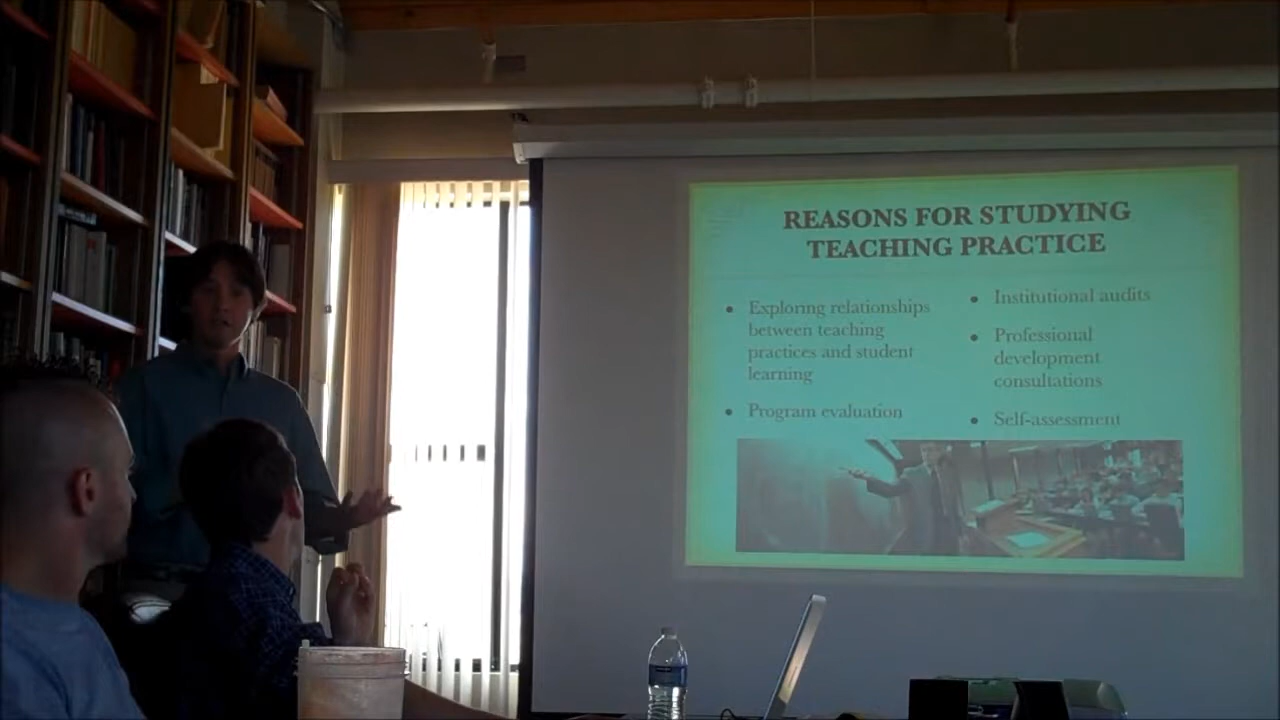 REASONS FOR STUDYING
TEACHING PRACTICE
• Exploring relationships
between teaching
practices and student
learning
• Program evaluation
• Institutional audits
• Professional
development
consultations
• Self-assessment